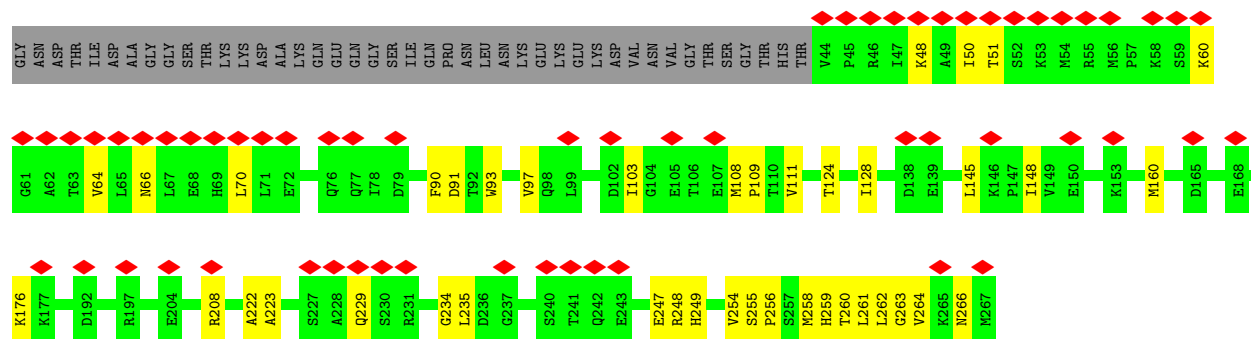 GLY ASN ASP THR ILE ASP ALA GLY GLY SER THR LYS LYS ASP ALA LYS GLN GLU GLN GLY SER ILE GLN PRO ASN LEU ASN LYS GLU LYS GLU LYS ASP VAL ASN VAL GLY THR SER GLY THR HIS THR V44 P45 R46 I47 K48 A49 I50 T51 S52 K53 M54 R55 M56 P57 K58 S59 K60
G61 A62 T63 V64 L65 N66 L67 E68 H69 L70 L71 E72 Q76 Q77 I78 D79 F90 D91 T92 W93 V97 Q98 L99 D102 I103 G104 E105 T106 E107 M108 P109 T110 V111 T124 I128 D138 E139 L145 K146 P147 I148 V149 E150 K153 M160 D165 E168
K176 K177 D192 R197 E204 R208 A222 A223 S227 A228 Q229 S230 R231 G234 L235 D236 G237 S240 T241 Q242 E243 E247 R248 H249 V254 S255 P256 S257 M258 H259 T260 L261 L262 G263 V264 K265 N266 M267